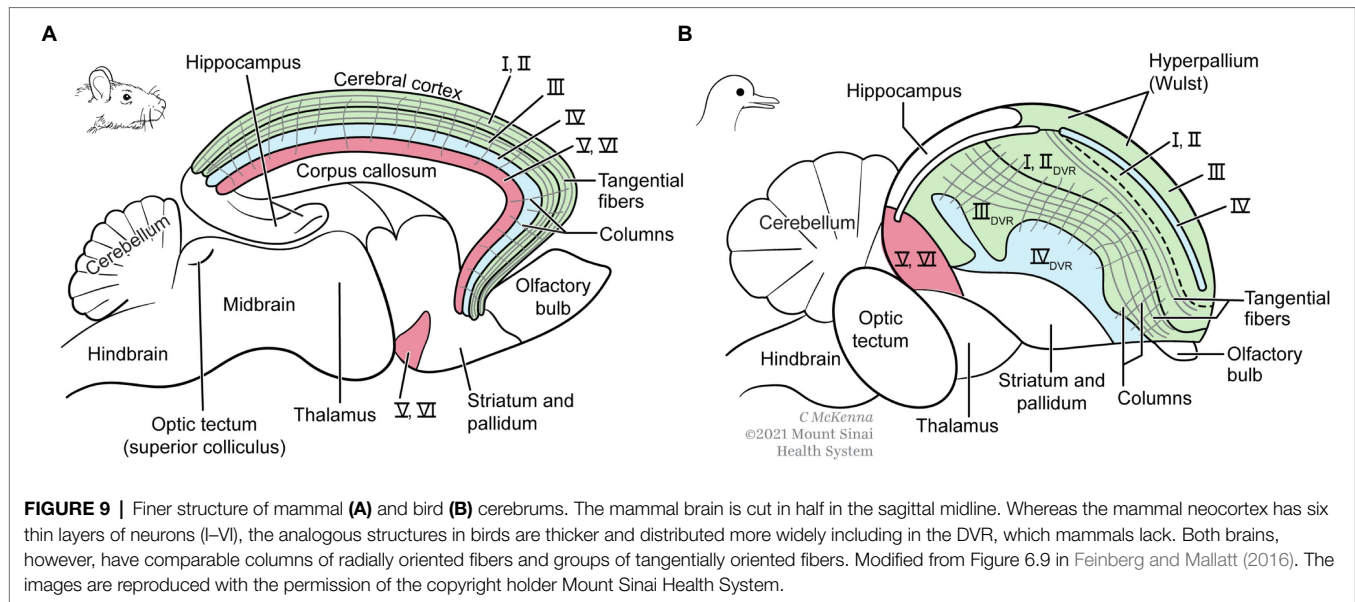 A
Hippocampus
Cerebral cortex
I, II
III
IV
V, VI
Corpus callosum
Tangential
fibers
Columns
Cerebellum
Olfactory
bulb
Midbrain
Hindbrain
Optic tectum
(superior colliculus)
Thalamus
V, VI
Striatum and
pallidum
B
Hyperpallium
(Wulst)
Hippocampus
I, II
I, II DVR
III
III DVR
IV
Cerebellum
V, VI
IV DVR
Tangential
fibers
Optic
tectum
Hindbrain
Olfactory
bulb
Striatum and
pallidum
Columns
Thalamus
C McKenna
©2021 Mount Sinai
Health System
FIGURE 9 | Finer structure of mammal (A) and bird (B) cerebrums. The mammal brain is cut in half in the sagittal midline. Whereas the mammal neocortex has six
thin layers of neurons (I–VI), the analogous structures in birds are thicker and distributed more widely including in the DVR, which mammals lack. Both brains,
however, have comparable columns of radially oriented fibers and groups of tangentially oriented fibers. Modified from Figure 6.9 in Feinberg and Mallatt (2016). The
images are reproduced with the permission of the copyright holder Mount Sinai Health System.